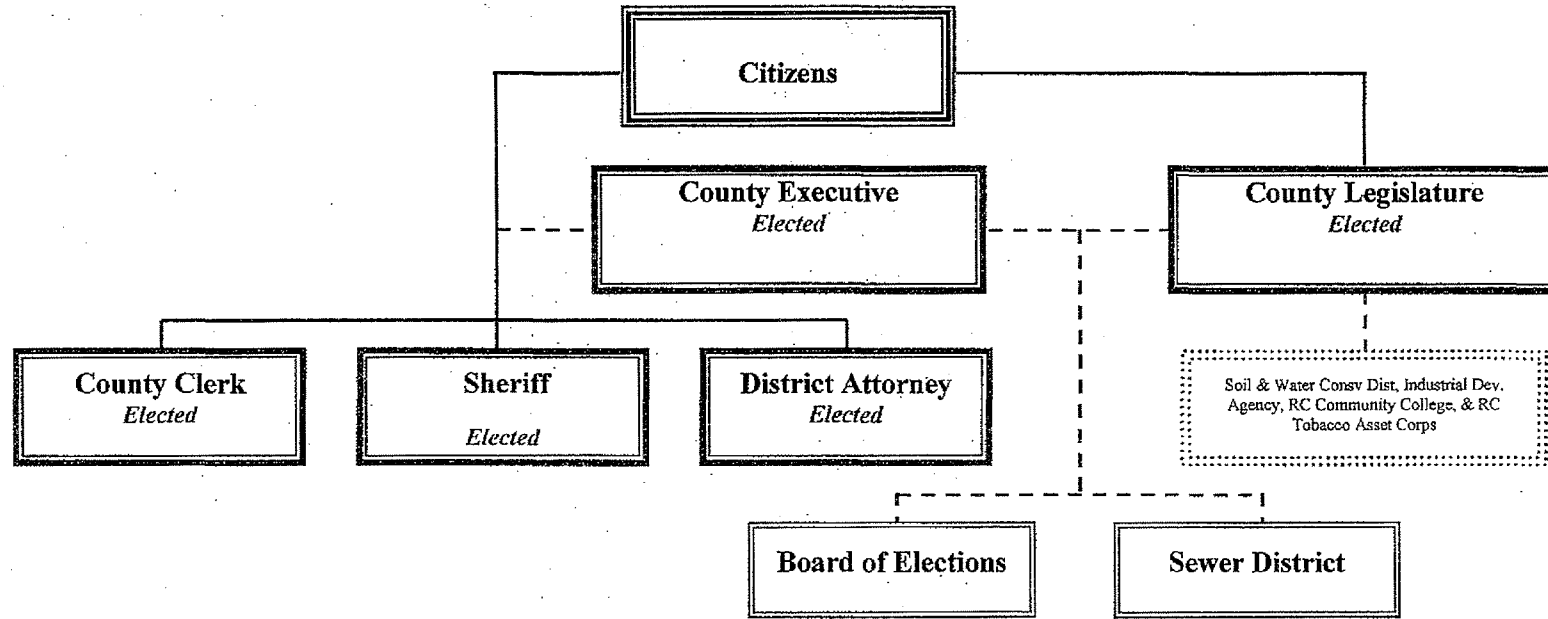 Citizens
County Executive
Elected
County Legislature
Elected
County Clerk
Elected
Sheriff
Elected
District Attorney
Elected
Soil & Water Consv Dist, Industrial Dev.
Agency, RC Community College, & RC
Tobacco Asset Corps
Board of Elections
Sewer District